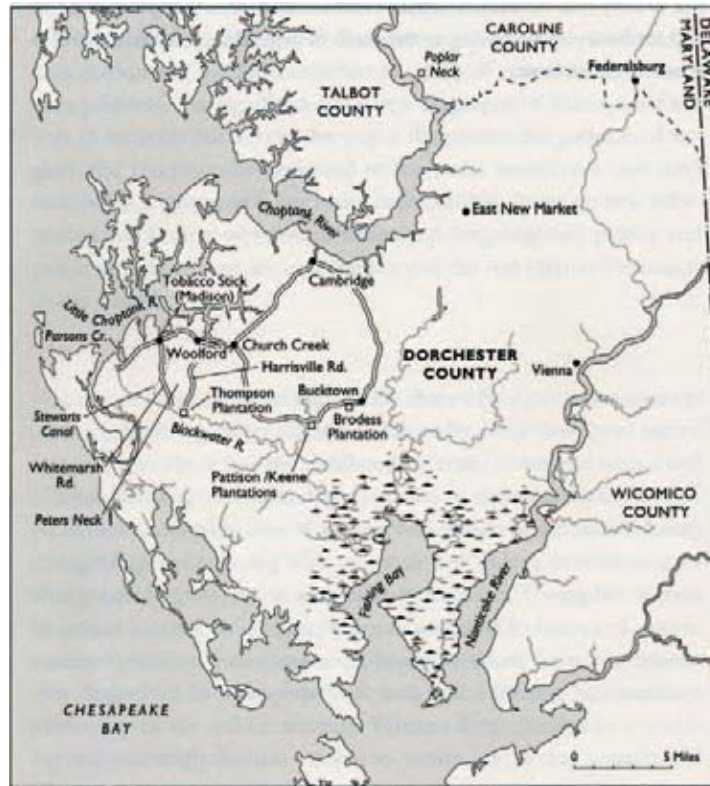 CAROLINE
COUNTY
DELAWARE
MARYLAND
Poplar
Neck
Federalsburg
TALBOT
COUNTY
Choptank River
East New Market
Cambridge
Tobacco Stick
(Madison)
Little Choptank R.
Parsons Cr.
Woolford
Church Creek
Harrisville Rd.
DORCHESTER
COUNTY
Vienna
Thompson
Plantation
Bucktown
Brodess
Plantation
Stewarts
Canal
Blackwater R.
Whitemarsh
Rd.
Pattison /Keene
Plantations
Peters Neck
WICOMICO
COUNTY
Fishing Bay
Nanticoke River
CHESAPEAKE
BAY
0 5 Miles